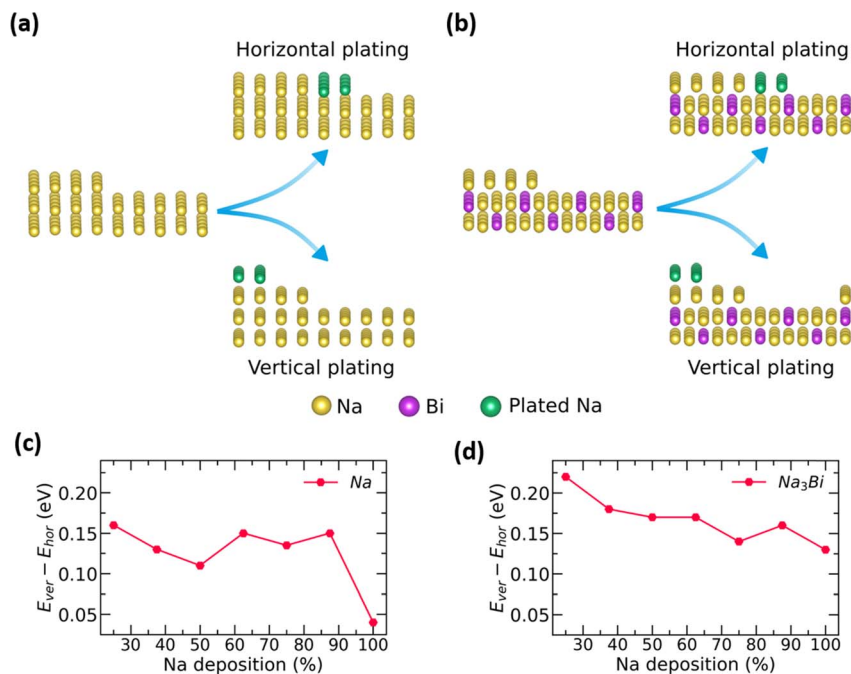 (a)
Horizontal plating
Vertical plating
(b)
Horizontal plating
Vertical plating
Na Bi Plated Na
(c)
E_ver − E_hor (eV)
0.20
0.15
0.10
0.05
Na
30 40 50 60 70 80 90 100
Na deposition (%)
(d)
E_ver − E_hor (eV)
0.20
0.15
0.10
0.05
Na₃Bi
30 40 50 60 70 80 90 100
Na deposition (%)